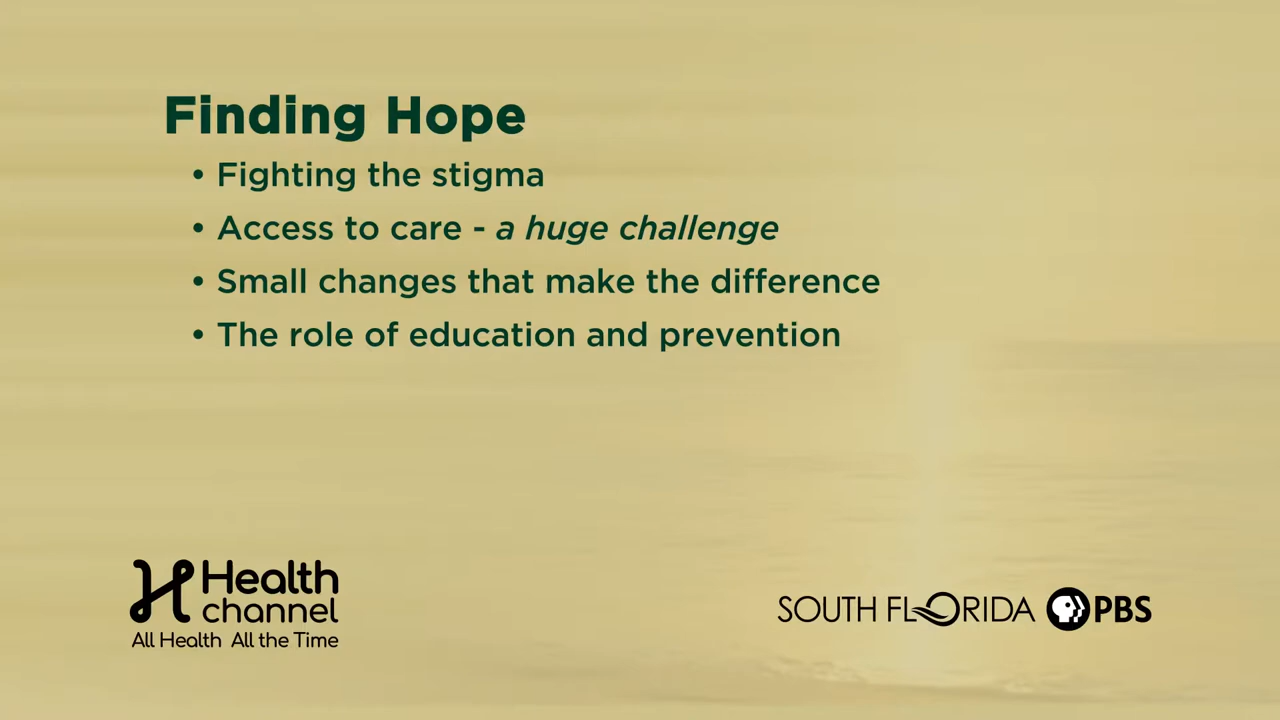 Finding Hope
• Fighting the stigma
• Access to care - a huge challenge
• Small changes that make the difference
• The role of education and prevention
Health
channel
All Health All the Time
SOUTH FLORIDA PBS